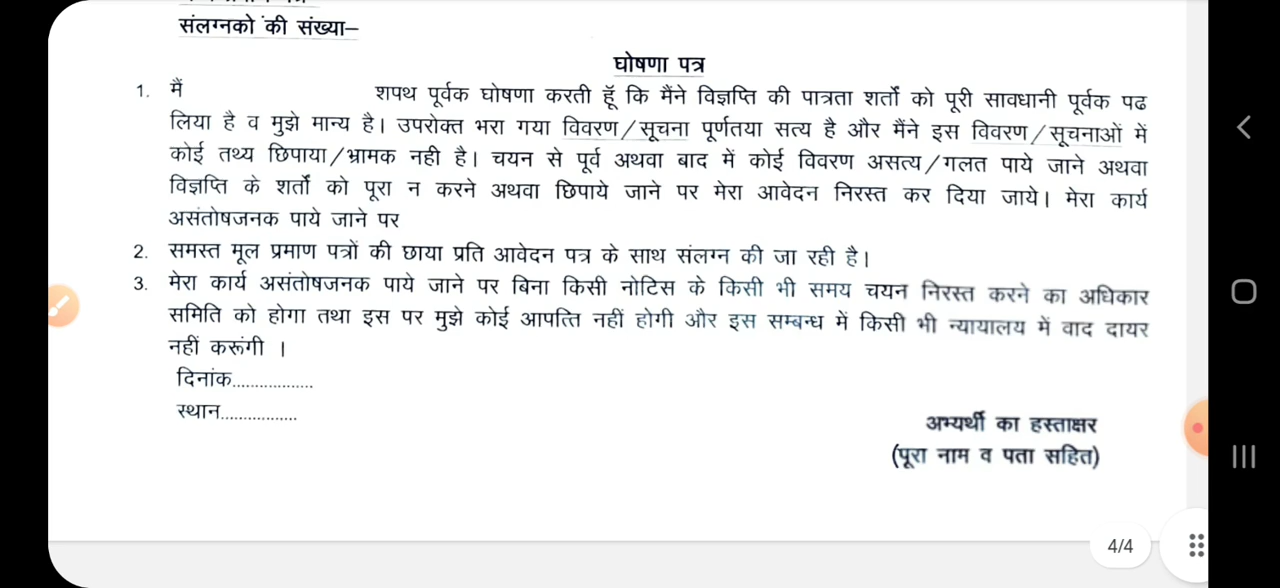 संलग्नको की संख्या–
घोषणा पत्र
1. मैं शपथ पूर्वक घोषणा करती हूँ कि मैंने विज्ञप्ति की पात्रता शर्तों को पूरी सावधानी पूर्वक पढ
लिया है व मुझे मान्य है। उपरोक्त भरा गया विवरण/सूचना पूर्णतया सत्य है और मैंने इस विवरण/सूचनाओं में
कोई तथ्य छिपाया/भ्रामक नही है। चयन से पूर्व अथवा बाद में कोई विवरण असत्य/गलत पाये जाने अथवा
विज्ञप्ति के शर्तों को पूरा न करने अथवा छिपाये जाने पर मेरा आवेदन निरस्त कर दिया जाये। मेरा कार्य
असंतोषजनक पाये जाने पर
2. समस्त मूल प्रमाण पत्रों की छाया प्रति आवेदन पत्र के साथ संलग्न की जा रही है।
3. मेरा कार्य असंतोषजनक पाये जाने पर बिना किसी नोटिस के किसी भी समय चयन निरस्त करने का अधिकार
समिति को होगा तथा इस पर मुझे कोई आपत्ति नहीं होगी और इस सम्बन्ध में किसी भी न्यायालय में वाद दायर
नहीं करूंगी ।
दिनांक..................
स्थान.................
अभ्यर्थी का हस्ताक्षर
(पूरा नाम व पता सहित)
4/4